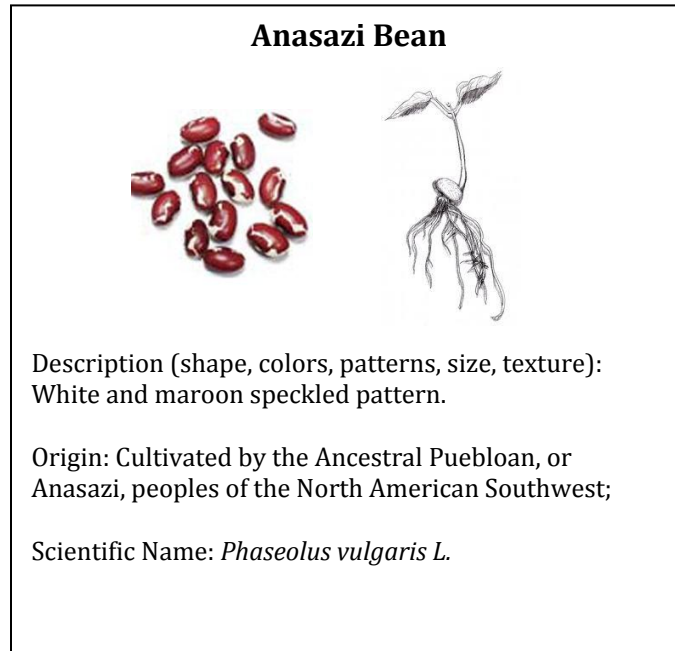 Anasazi Bean
Description (shape, colors, patterns, size, texture):
White and maroon speckled pattern.
Origin: Cultivated by the Ancestral Puebloan, or
Anasazi, peoples of the North American Southwest;
Scientific Name: Phaseolus vulgaris L.